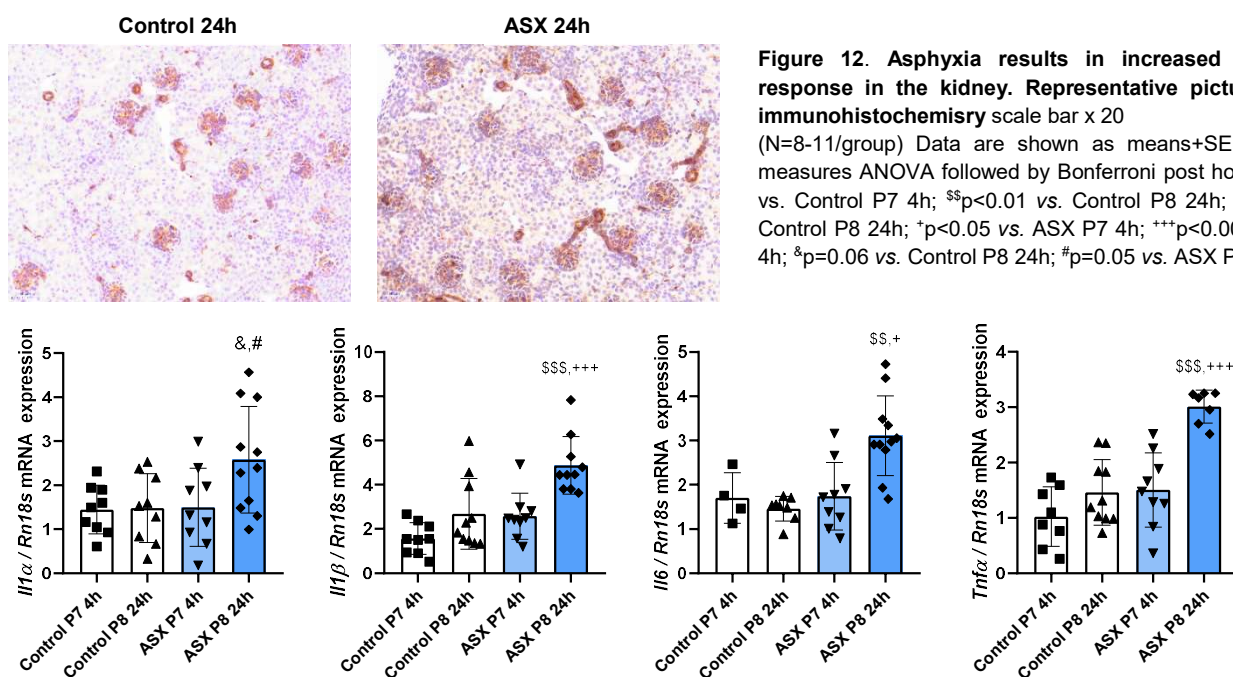 Control 24h
ASX 24h
Figure 12. Asphyxia results in increased
response in the kidney. Representative pictu
immunohistochemisry scale bar x 20
(N=8-11/group) Data are shown as means+SE
measures ANOVA followed by Bonferroni post ho
vs. Control P7 4h; $$p<0.01 vs. Control P8 24h;
Control P8 24h; +p<0.05 vs. ASX P7 4h; +++p<0.00
4h; &p=0.06 vs. Control P8 24h; #p=0.05 vs. ASX P
Il1α / Rn18s mRNA expression
5
4
3
2
1
0
&,#
Control P7 4h
Control P8 24h
ASX P7 4h
ASX P8 24h
Il1β / Rn18s mRNA expression
10
8
6
4
2
0
$$$,+++
Control P7 4h
Control P8 24h
ASX P7 4h
ASX P8 24h
Il6 / Rn18s mRNA expression
5
4
3
2
1
0
$$,+
Control P7 4h
Control P8 24h
ASX P7 4h
ASX P8 24h
Tnfα / Rn18s mRNA expression
4
3
2
1
0
$$$,+++
Control P7 4h
Control P8 24h
ASX P7 4h
ASX P8 24h